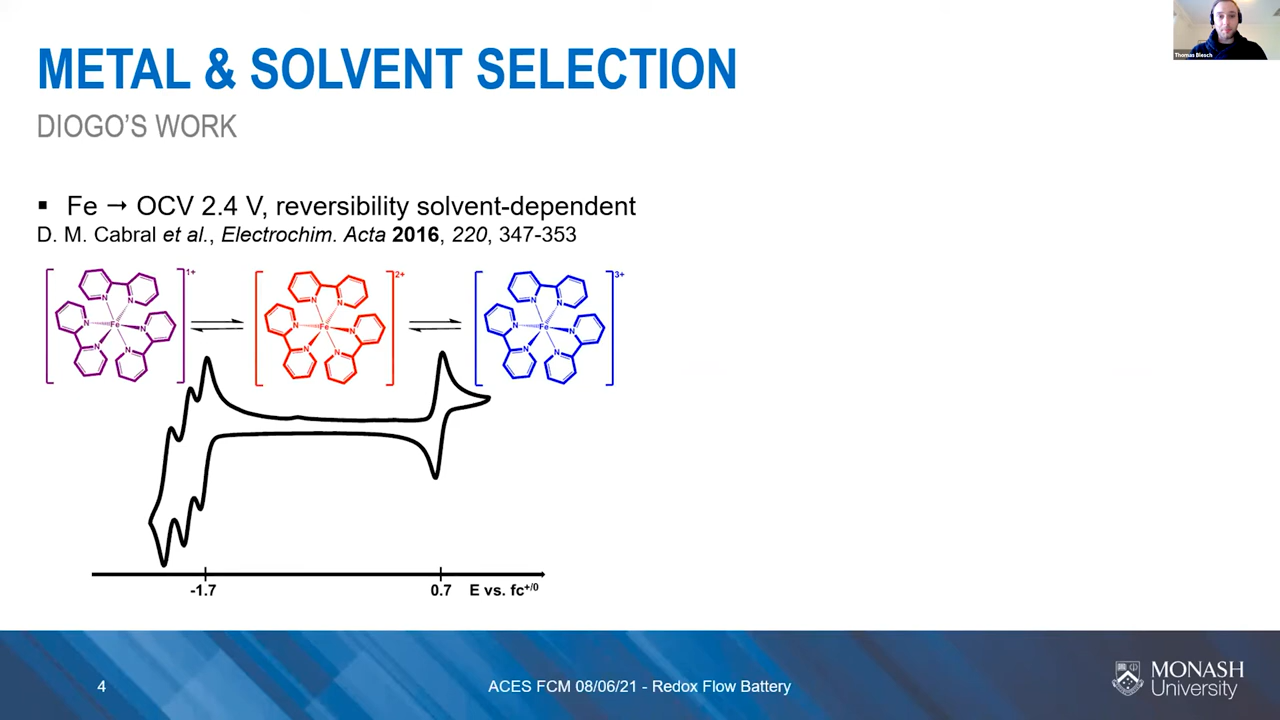 METAL & SOLVENT SELECTION
Thomas Blesch
DIOGO'S WORK
▪ Fe → OCV 2.4 V, reversibility solvent-dependent
D. M. Cabral et al., Electrochim. Acta 2016, 220, 347-353
1+ 2+ 3+
N N N N N N Fe
N N N N N N Fe
N N N N N N Fe
-1.7 0.7 E vs. fc+/0
4 ACES FCM 08/06/21 - Redox Flow Battery
MONASH
University